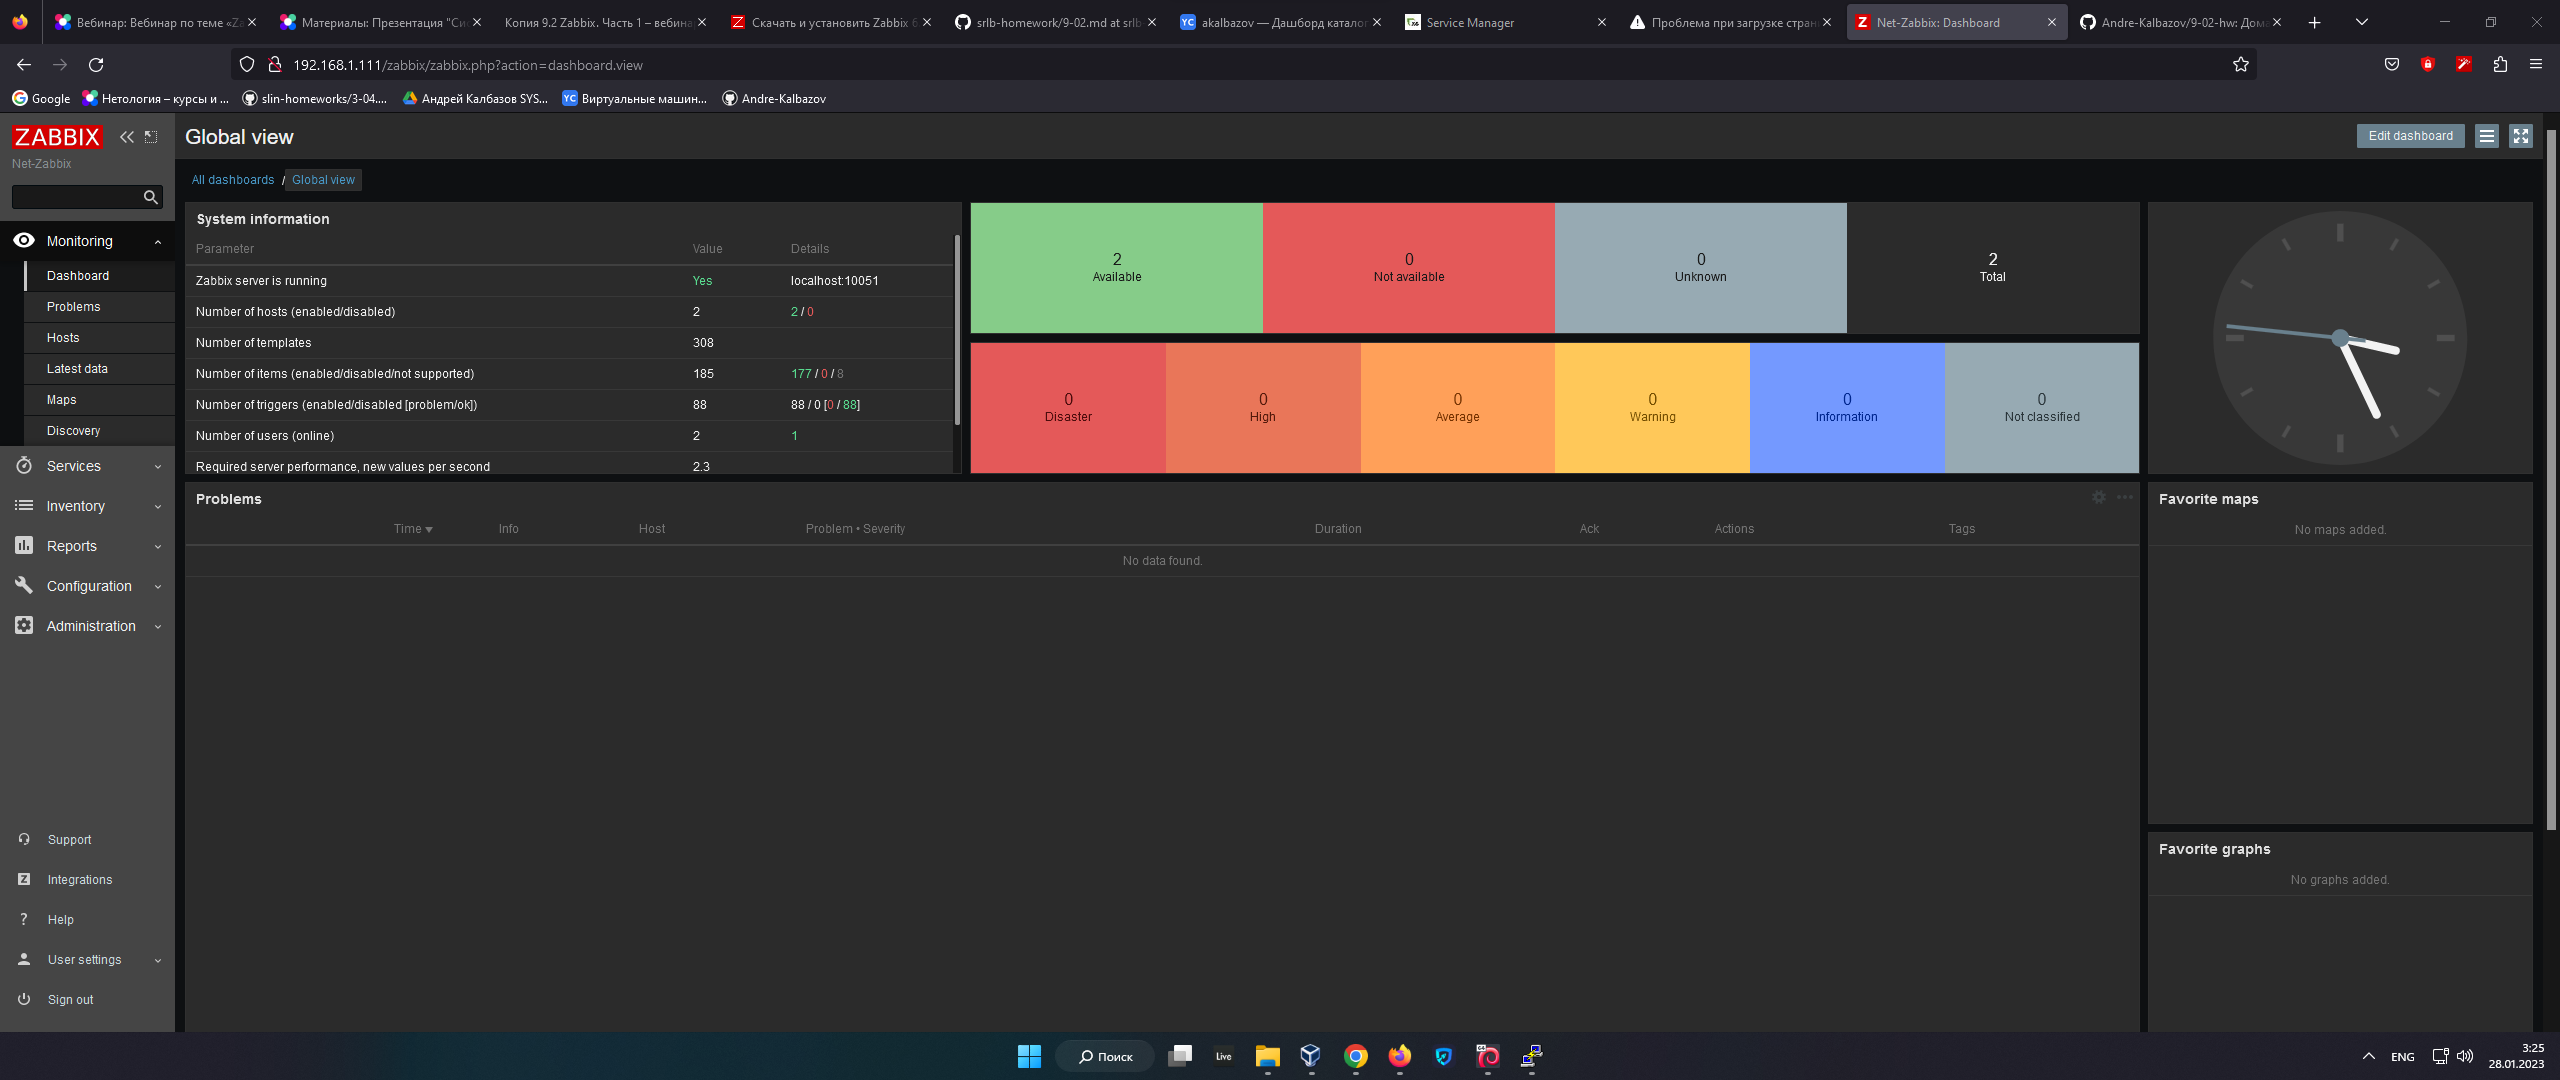 Вебинар: Вебинар по теме «Za
Материалы: Презентация "Сис
Копия 9.2 Zabbix. Часть 1 – вебина
Скачать и установить Zabbix 6
srlb-homework/9-02.md at srlb-
akalbazov — Дашборд каталог
Service Manager
Проблема при загрузке стран
Net-Zabbix: Dashboard
Andre-Kalbazov/9-02-hw: Дома
192.168.1.111/zabbix/zabbix.php?action=dashboard.view
Google
Нетология – курсы и ...
slin-homeworks/3-04....
Андрей Калбазов SYS...
YC Виртуальные машин...
Andre-Kalbazov
ZABBIX
Net-Zabbix
Global view
Edit dashboard
All dashboards / Global view
Monitoring
Dashboard
Problems
Hosts
Latest data
Maps
Discovery
Services
Inventory
Reports
Configuration
Administration
Support
Integrations
Help
User settings
Sign out
System information
Parameter Value Details
Zabbix server is running Yes localhost:10051
Number of hosts (enabled/disabled) 2 2 / 0
Number of templates 308
Number of items (enabled/disabled/not supported) 185 177 / 0 / 8
Number of triggers (enabled/disabled [problem/ok]) 88 88 / 0 [0 / 88]
Number of users (online) 2 1
Required server performance, new values per second 2.3
2 0 0 2
Available Not available Unknown Total
0 0 0 0 0 0
Disaster High Average Warning Information Not classified
Problems
Time Info Host Problem • Severity Duration Ack Actions Tags
No data found.
Favorite maps
No maps added.
Favorite graphs
No graphs added.
Поиск
Live
ENG
3:25
28.01.2023